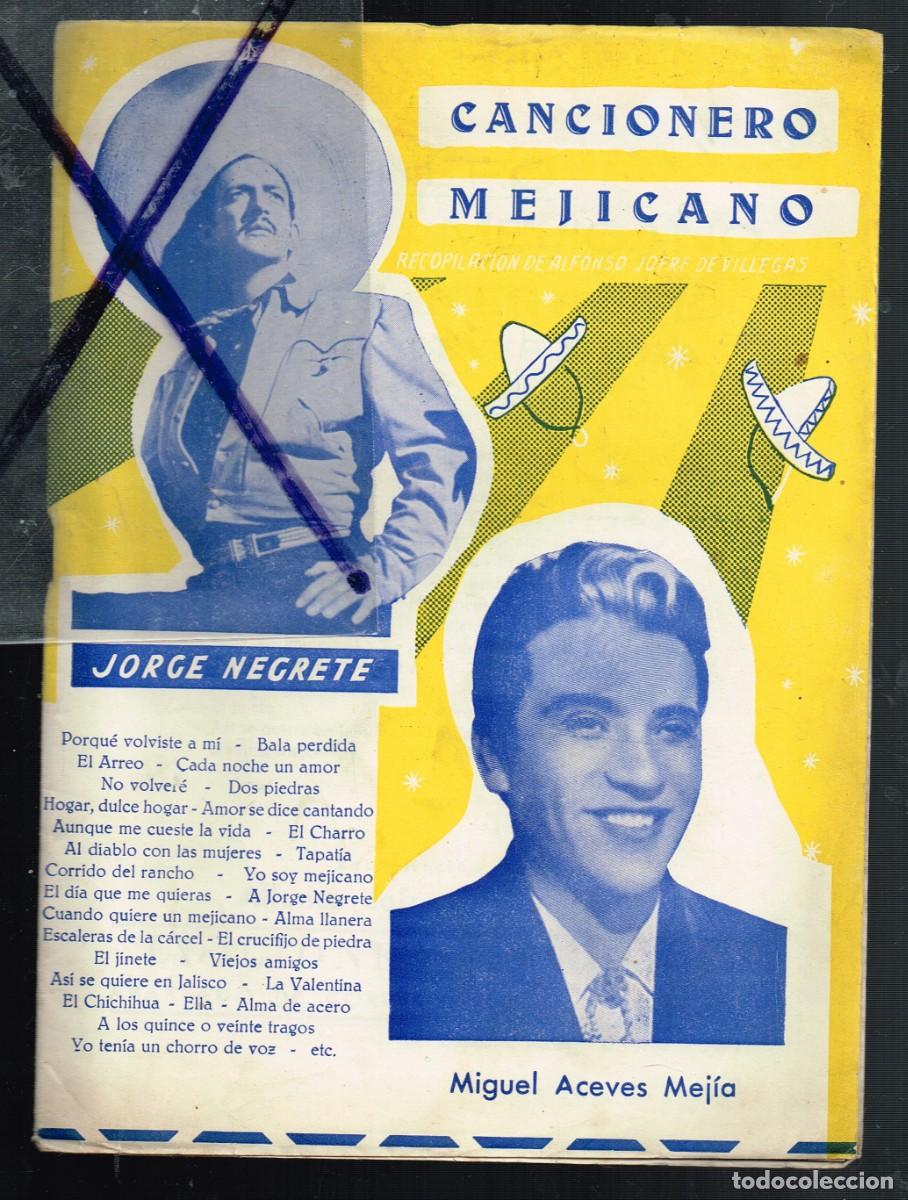 CANCIONERO
MEJICANO
RECOPILACION DE ALFONSO JOFRE DE VILLEGAS
JORGE NEGRETE
Porqué volviste a mí - Bala perdida
El Arreo - Cada noche un amor
No volveré - Dos piedras
Hogar, dulce hogar - Amor se dice cantando
Aunque me cueste la vida - El Charro
Al diablo con las mujeres - Tapatía
Corrido del rancho - Yo soy mejicano
El día que me quieras - A Jorge Negrete
Cuando quiere un mejicano - Alma llanera
Escaleras de la cárcel - El crucifijo de piedra
El jinete - Viejos amigos
Así se quiere en Jalisco - La Valentina
El Chichihua - Ella - Alma de acero
A los quince o veinte tragos
Yo tenía un chorro de voz - etc.
Miguel Aceves Mejía
todocoleccion